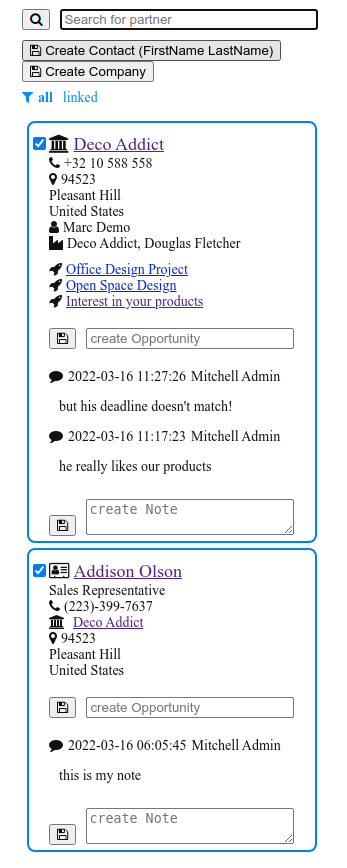 Search for partner
Create Contact (FirstName LastName)
Create Company
all linked
Deco Addict
+32 10 588 558
94523
Pleasant Hill
United States
Marc Demo
Deco Addict, Douglas Fletcher
Office Design Project
Open Space Design
Interest in your products
create Opportunity
2022-03-16 11:27:26 Mitchell Admin
but his deadline doesn't match!
2022-03-16 11:17:23 Mitchell Admin
he really likes our products
create Note
Addison Olson
Sales Representative
(223)-399-7637
Deco Addict
94523
Pleasant Hill
United States
create Opportunity
2022-03-16 06:05:45 Mitchell Admin
this is my note
create Note